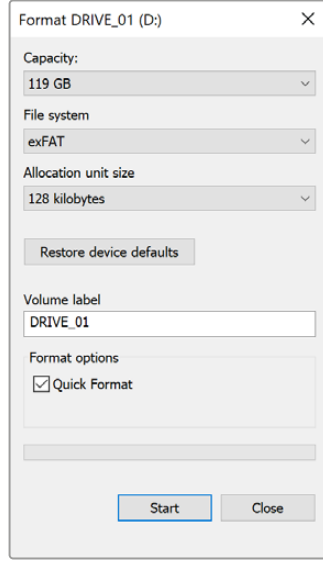 Format DRIVE_01 (D:)
Capacity:
119 GB
File system
exFAT
Allocation unit size
128 kilobytes
Restore device defaults
Volume label
DRIVE_01
Format options
Quick Format
Start Close